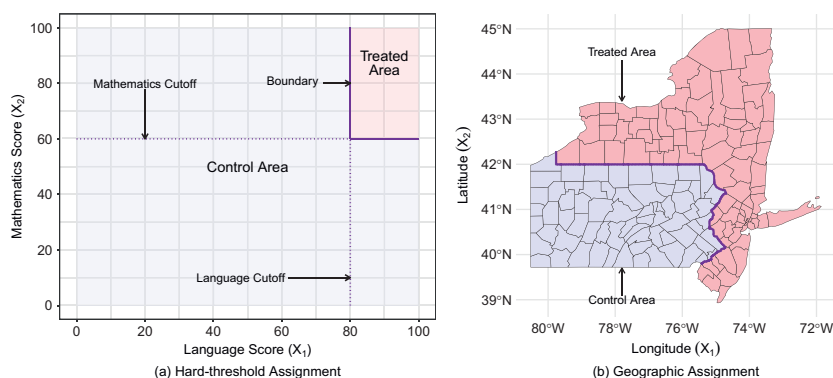 100
80
60
40
20
0
Mathematics Score (X₂)
Mathematics Cutoff
Boundary
Treated
Area
Control Area
Language Cutoff
0 20 40 60 80 100
Language Score (X₁)
(a) Hard-threshold Assignment
45°N
44°N
43°N
42°N
41°N
40°N
39°N
Latitude (X₂)
Treated Area
Control Area
80°W 78°W 76°W 74°W 72°W
Longitude (X₁)
(b) Geographic Assignment